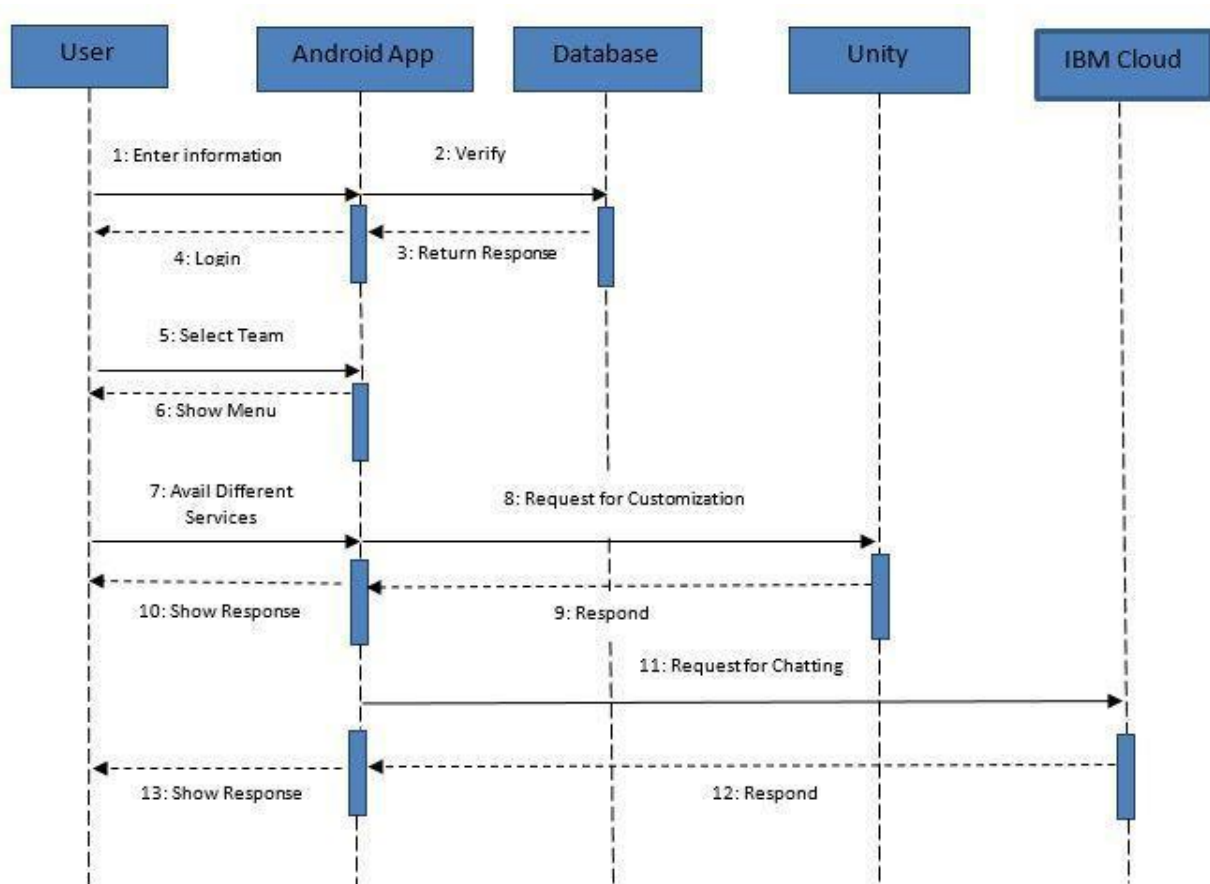 User
Android App
Database
Unity
IBM Cloud
1: Enter information
2: Verify
4: Login
3: Return Response
5: Select Team
6: Show Menu
7: Avail Different
Services
8: Request for Customization
10: Show Response
9: Respond
11: Request for Chatting
13: Show Response
12: Respond